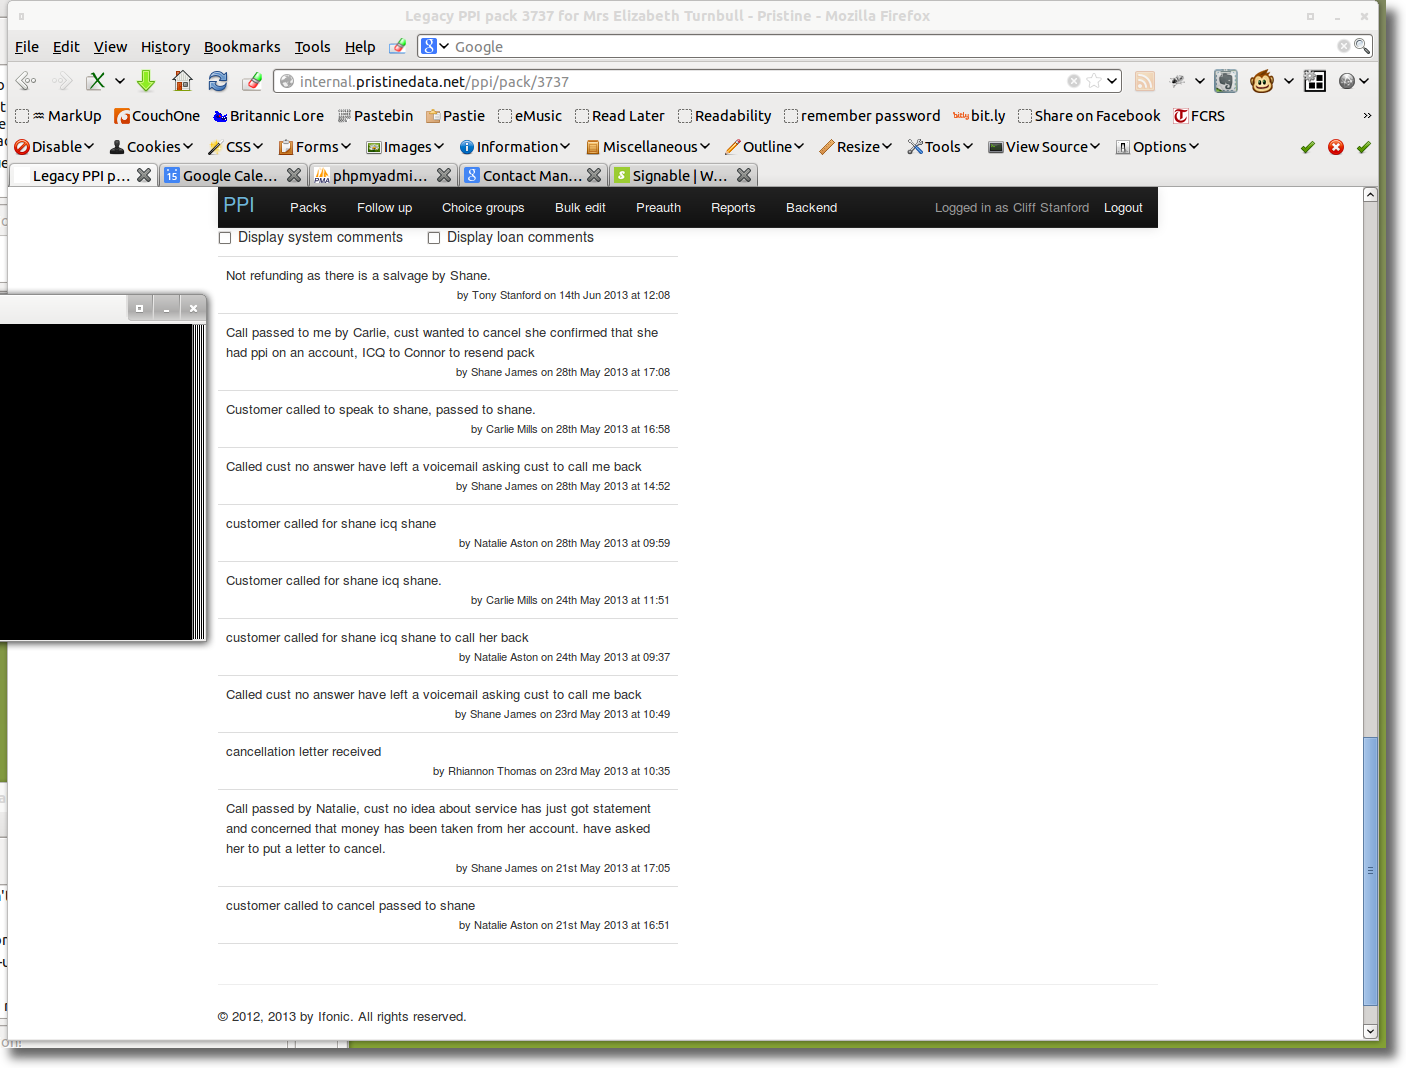 Legacy PPI pack 3737 for Mrs Elizabeth Turnbull - Pristine - Mozilla Firefox
File Edit View History Bookmarks Tools Help Google
internal.pristinedata.net/ppi/pack/3737
MarkUp CouchOne Britannic Lore Pastebin Pastie eMusic Read Later Readability remember password bit.ly Share on Facebook FCRS
Disable Cookies CSS Forms Images Information Miscellaneous Outline Resize Tools View Source Options
Legacy PPI p... Google Cale... phpmyadmi... Contact Man... Signable | W...
PPI Packs Follow up Choice groups Bulk edit Preauth Reports Backend Logged in as Cliff Stanford Logout
Display system comments Display loan comments
Not refunding as there is a salvage by Shane.
by Tony Stanford on 14th Jun 2013 at 12:08
Call passed to me by Carlie, cust wanted to cancel she confirmed that she
had ppi on an account, ICQ to Connor to resend pack
by Shane James on 28th May 2013 at 17:08
Customer called to speak to shane, passed to shane.
by Carlie Mills on 28th May 2013 at 16:58
Called cust no answer have left a voicemail asking cust to call me back
by Shane James on 28th May 2013 at 14:52
customer called for shane icq shane
by Natalie Aston on 28th May 2013 at 09:59
Customer called for shane icq shane.
by Carlie Mills on 24th May 2013 at 11:51
customer called for shane icq shane to call her back
by Natalie Aston on 24th May 2013 at 09:37
Called cust no answer have left a voicemail asking cust to call me back
by Shane James on 23rd May 2013 at 10:49
cancellation letter received
by Rhiannon Thomas on 23rd May 2013 at 10:35
Call passed by Natalie, cust no idea about service has just got statement
and concerned that money has been taken from her account. have asked
her to put a letter to cancel.
by Shane James on 21st May 2013 at 17:05
customer called to cancel passed to shane
by Natalie Aston on 21st May 2013 at 16:51
© 2012, 2013 by Ifonic. All rights reserved.